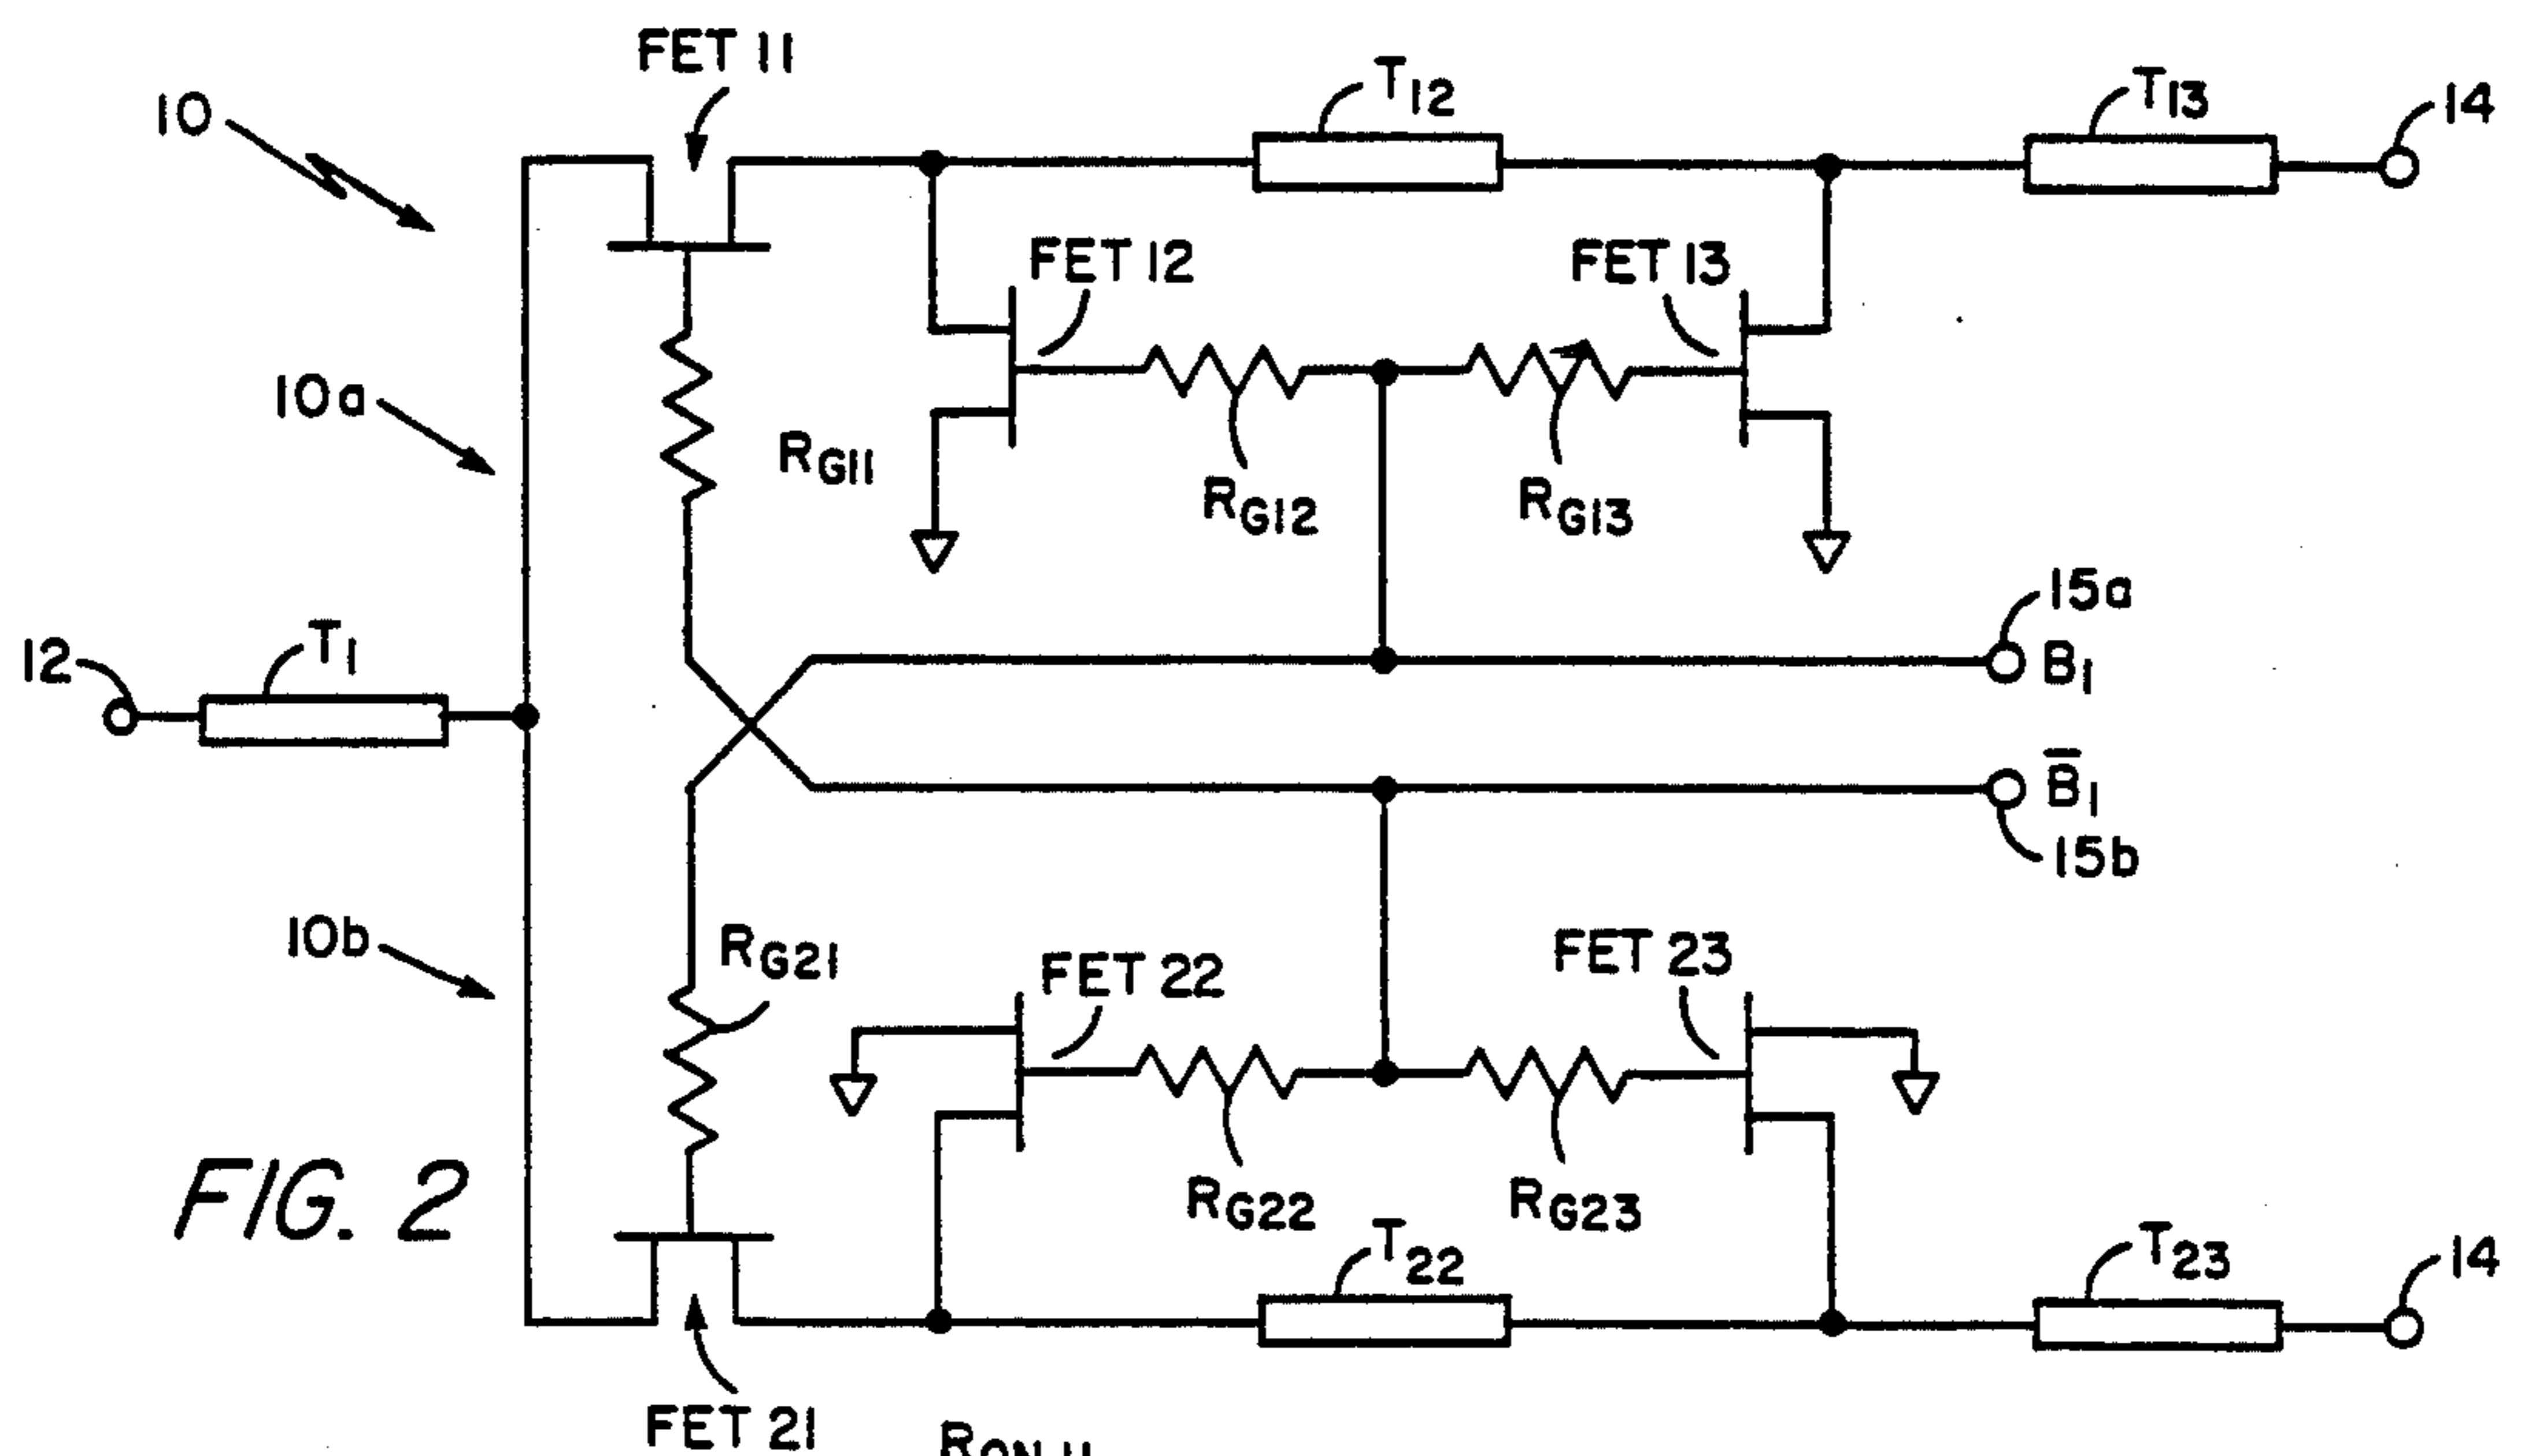 FET 11
T12
T13
14
10
FET 12
FET 13
10a
RG11
RG12
RG13
15a
12
T1
B1
B̅1
15b
10b
RG21
FET 22
FET 23
RG22
RG23
FIG. 2
T22
T23
14
FET 21